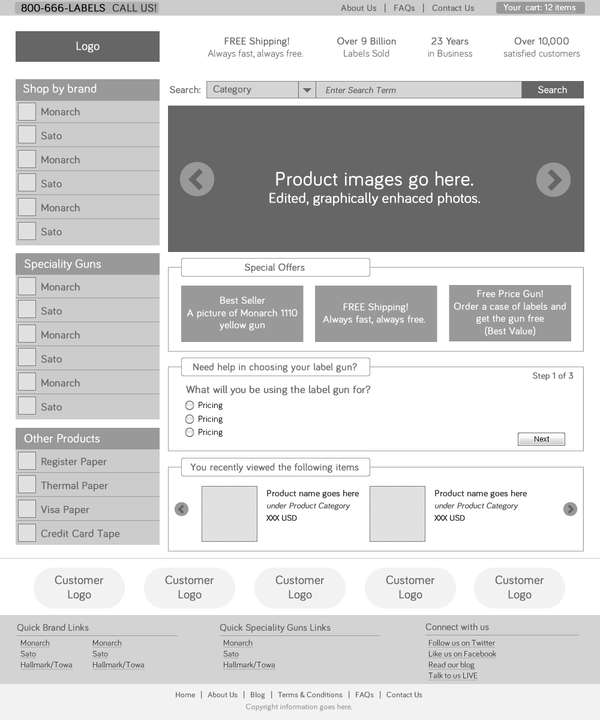 800-666-LABELS CALL US!
About Us | FAQs | Contact Us
Your cart: 12 items
Logo
FREE Shipping!
Always fast, always free.
Over 9 Billion
Labels Sold
23 Years
in Business
Over 10,000
satisfied customers
Shop by brand
Monarch
Sato
Monarch
Sato
Monarch
Sato
Speciality Guns
Monarch
Sato
Monarch
Sato
Monarch
Sato
Other Products
Register Paper
Thermal Paper
Visa Paper
Credit Card Tape
Search: Category Enter Search Term Search
Product images go here.
Edited, graphically enhaced photos.
Special Offers
Best Seller
A picture of Monarch 1110
yellow gun
FREE Shipping!
Always fast, always free.
Free Price Gun!
Order a case of labels and
get the gun free
(Best Value)
Need help in choosing your label gun?
Step 1 of 3
What will you be using the label gun for?
Pricing
Pricing
Pricing
Next
You recently viewed the following items
Product name goes here
under Product Category
XXX USD
Product name goes here
under Product Category
XXX USD
Customer
Logo
Customer
Logo
Customer
Logo
Customer
Logo
Customer
Logo
Quick Brand Links
Monarch
Sato
Hallmark/Towa
Monarch
Sato
Hallmark/Towa
Quick Speciality Guns Links
Monarch
Sato
Hallmark/Towa
Connect with us
Follow us on Twitter
Like us on Facebook
Read our blog
Talk to us LIVE
Home | About Us | Blog | Terms & Conditions | FAQs | Contact Us
Copyright information goes here.